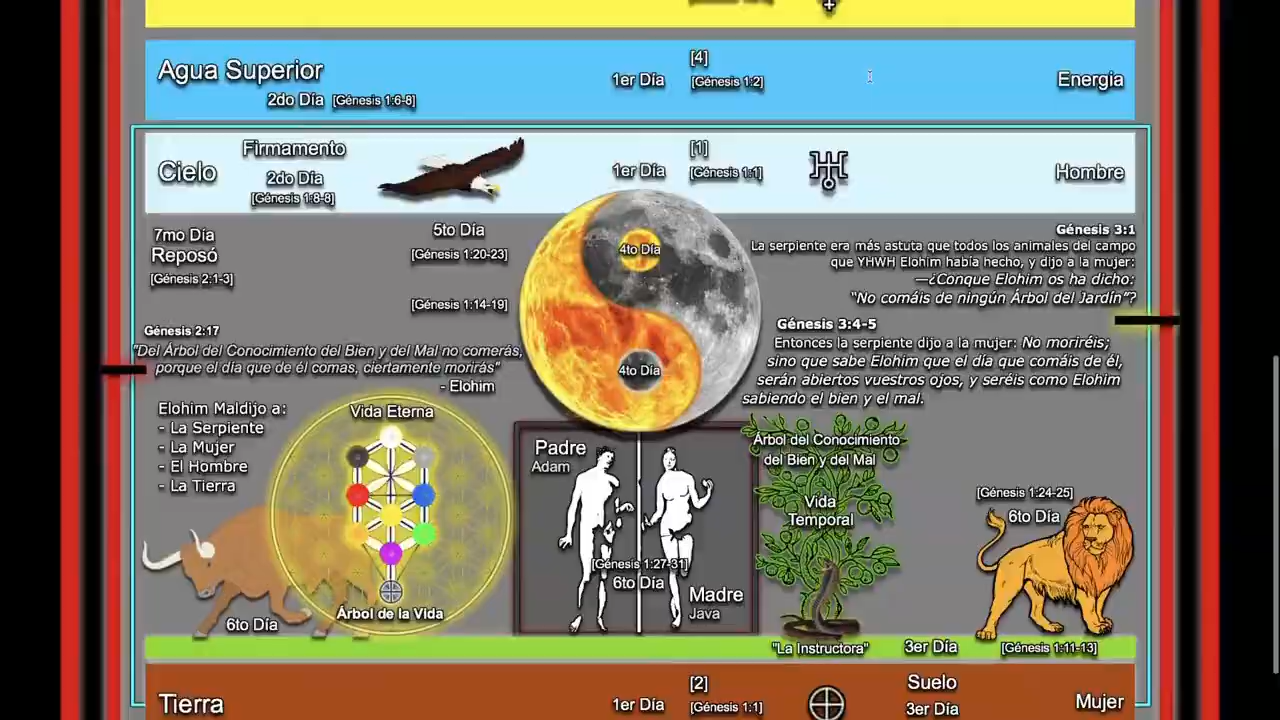 Agua Superior
2do Día [Génesis 1:6-8]
1er Día
[4]
[Génesis 1:2]
Energia
Cielo
Firmamento
2do Día
[Génesis 1:8-8]
1er Día
[1]
[Génesis 1:1]
Hombre
7mo Día
Reposó
[Génesis 2:1-3]
5to Día
[Génesis 1:20-23]
[Génesis 1:14-19]
4to Día
4to Día
Génesis 3:1
La serpiente era más astuta que todos los animales del campo
que YHWH Elohim había hecho, y dijo a la mujer:
—¿Conque Elohim os ha dicho:
"No comáis de ningún Árbol del Jardín"?
Génesis 3:4-5
Entonces la serpiente dijo a la mujer: No moriréis;
sino que sabe Elohim que el día que comáis de él,
serán abiertos vuestros ojos, y seréis como Elohim
sabiendo el bien y el mal.
Génesis 2:17
"Del Árbol del Conocimiento del Bien y del Mal no comerás,
porque el día que de él comas, ciertamente morirás"
- Elohim
Elohim Maldijo a:
- La Serpiente
- La Mujer
- El Hombre
- La Tierra
6to Día
Vida Eterna
Árbol de la Vida
Padre
Adam
[Génesis 1:27-31]
6to Día
Madre
Java
Árbol del Conocimiento
del Bien y del Mal
Vida
Temporal
"La Instructora"
3er Día
[Génesis 1:24-25]
6to Día
[Génesis 1:11-13]
Tierra
1er Día
[2]
[Génesis 1:1]
Suelo
3er Día
Mujer